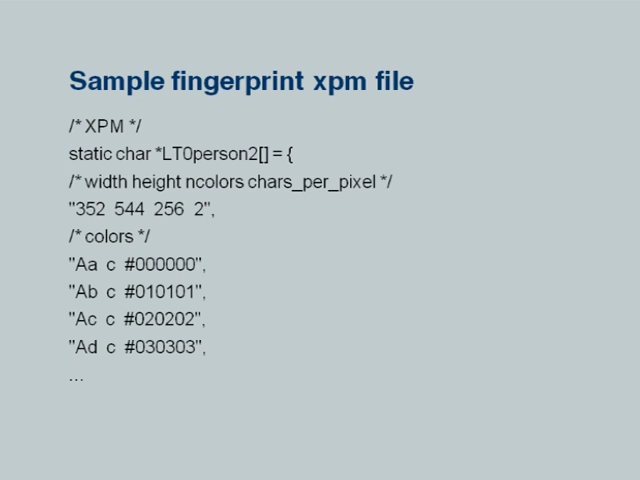 Sample fingerprint xpm file
/* XPM */
static char *LT0person2[] = {
/* width height ncolors chars_per_pixel */
"352  544  256  2",
/* colors */
"Aa  c  #000000",
"Ab  c  #010101",
"Ac  c  #020202",
"Ad  c  #030303",
...